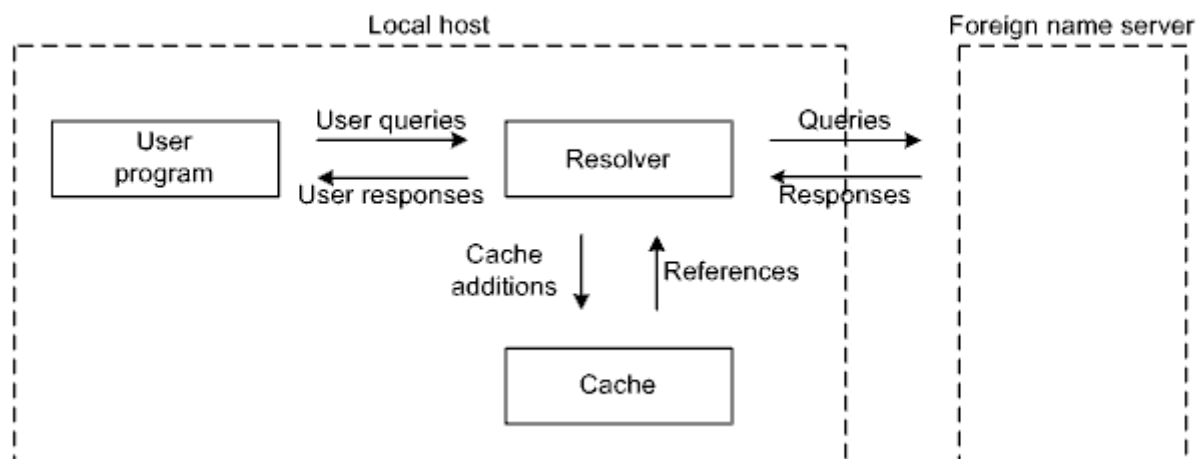 Local host
Foreign name server
User
program
User queries
User responses
Resolver
Queries
Responses
Cache
additions
References
Cache